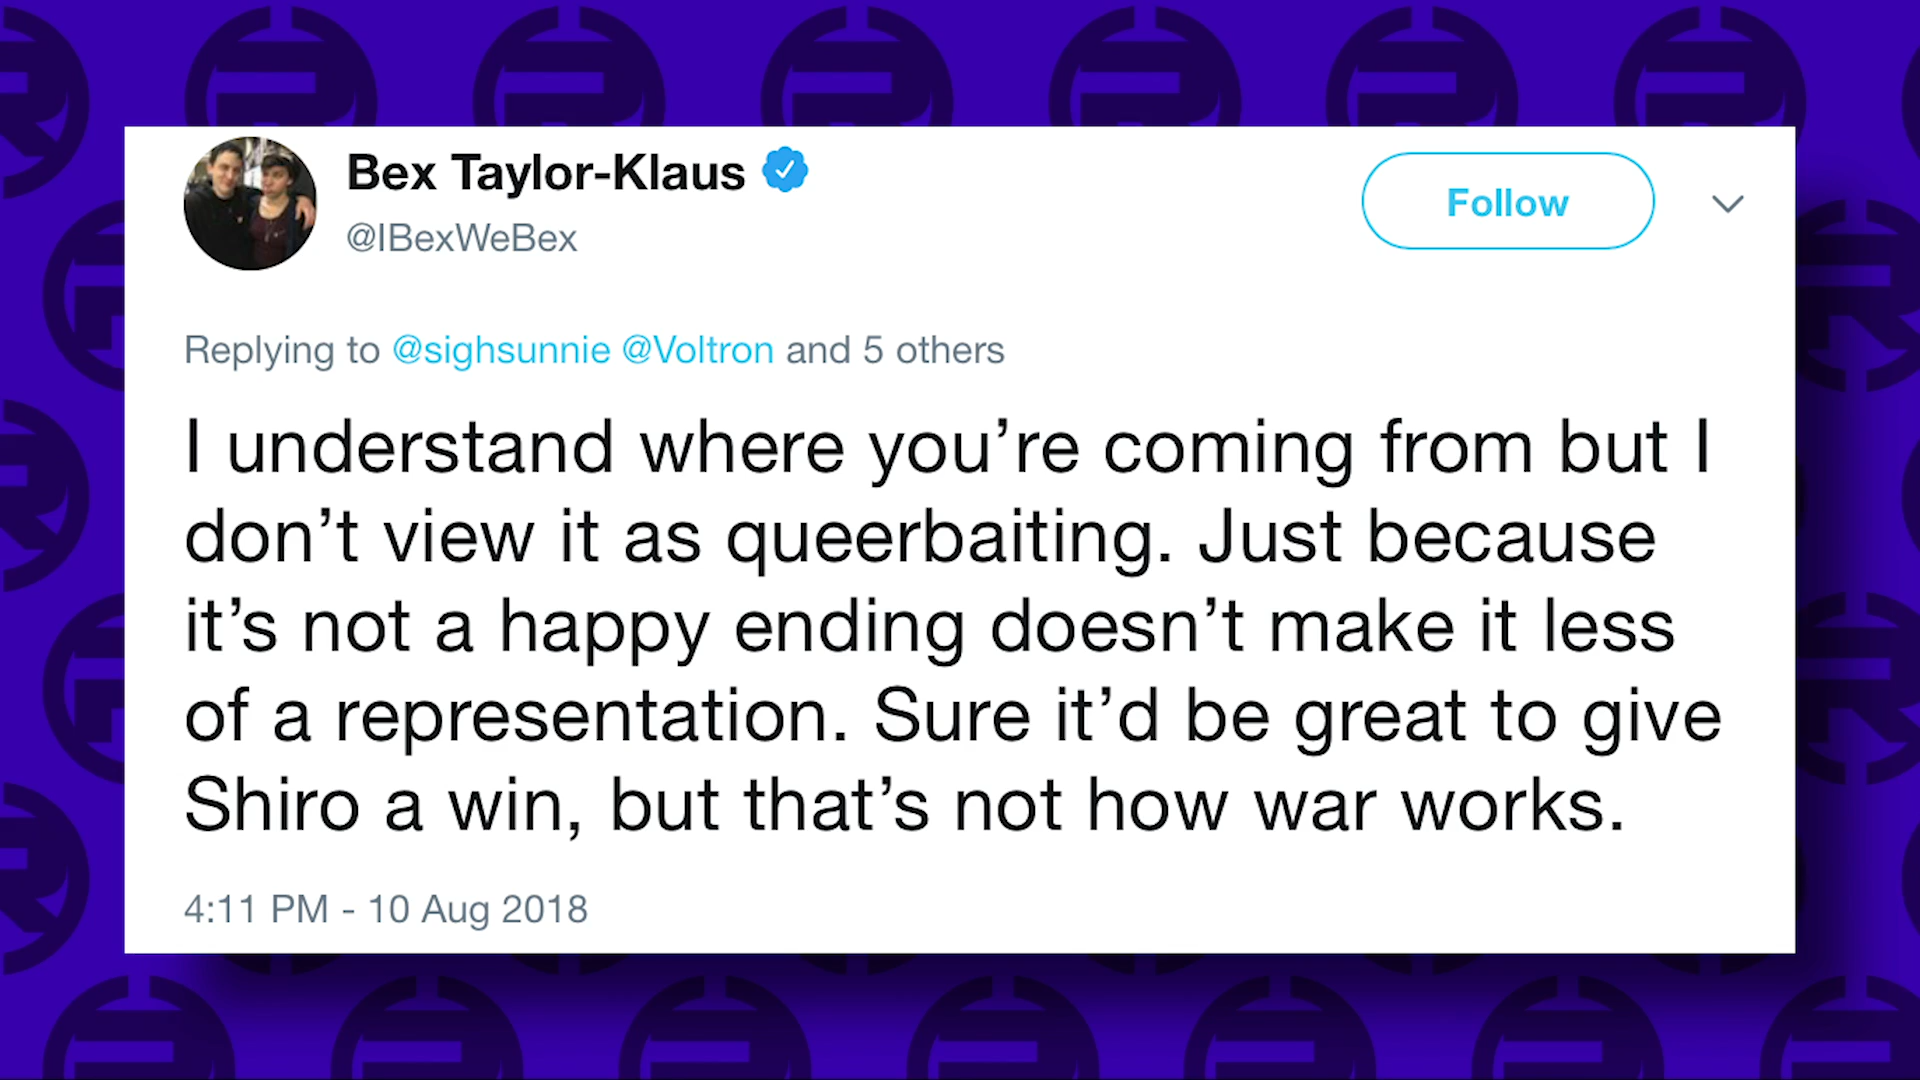 Bex Taylor-Klaus
@IBexWeBex
Follow
Replying to @sighsunnie @Voltron and 5 others
I understand where you’re coming from but I
don’t view it as queerbaiting. Just because
it’s not a happy ending doesn’t make it less
of a representation. Sure it’d be great to give
Shiro a win, but that’s not how war works.
4:11 PM - 10 Aug 2018